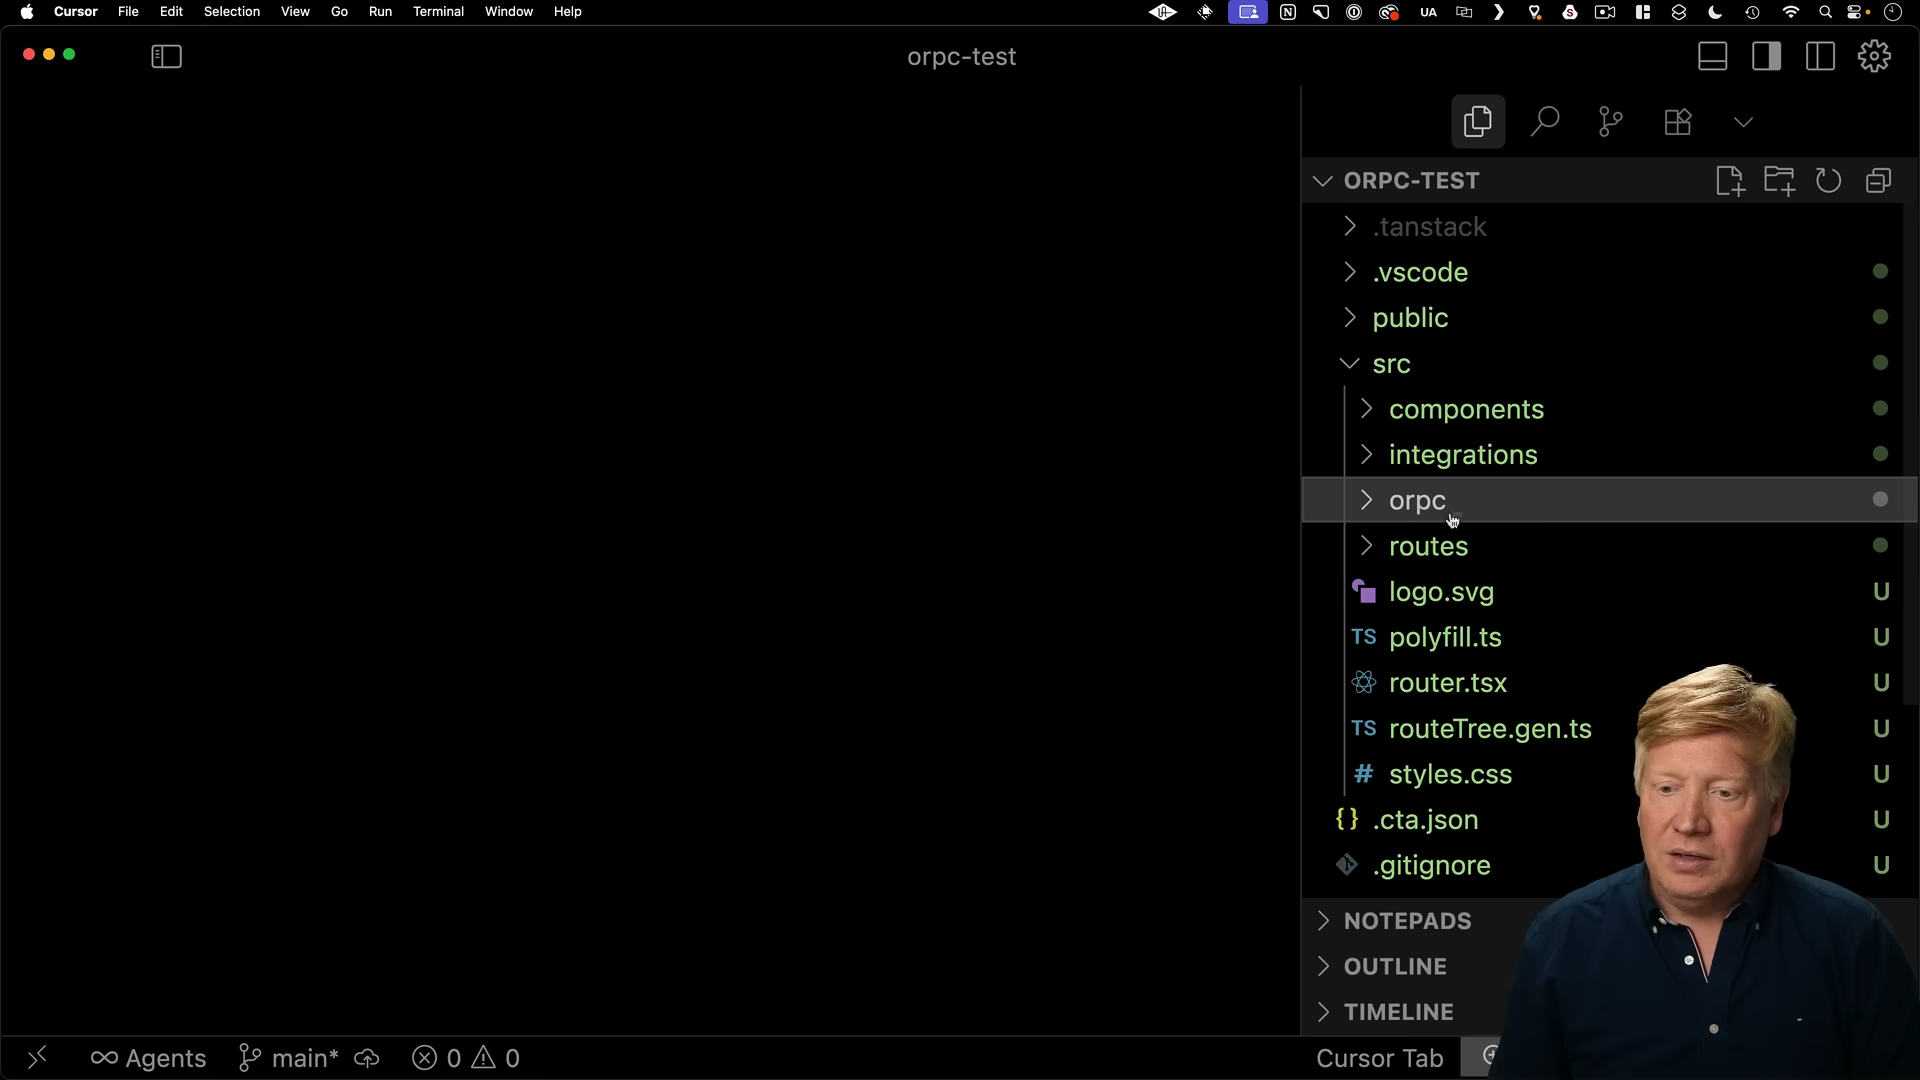 Cursor File Edit Selection View Go Run Terminal Window Help UA
orpc-test
ORPC-TEST
.tanstack
.vscode
public
src
components
integrations
orpc
routes
logo.svg U
TS polyfill.ts U
router.tsx U
TS routeTree.gen.ts U
# styles.css U
{} .cta.json U
.gitignore U
NOTEPADS
OUTLINE
TIMELINE
Agents main* 0 0 Cursor Tab